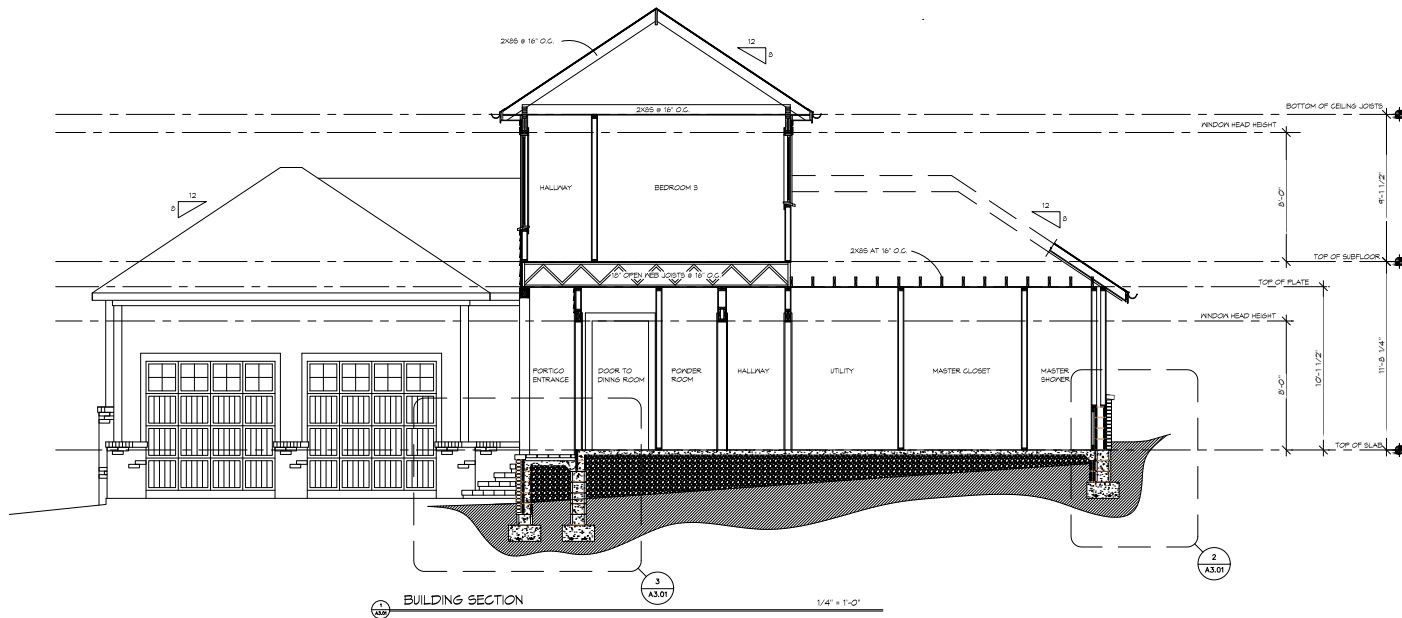 2X8S @ 16" O.C.
12
8
2X8S @ 16" O.C.
BOTTOM OF CEILING JOISTS
WINDOW HEAD HEIGHT
HALLWAY
BEDROOM 3
12
8
12
8
8'-0"
9'-1 1/2"
2X8S AT 16" O.C.
18" OPEN WEB JOISTS @ 16" O.C.
TOP OF SUBFLOOR
TOP OF PLATE
WINDOW HEAD HEIGHT
PORTICO
ENTRANCE
DOOR TO
DINING ROOM
POWDER
ROOM
HALLWAY
UTILITY
MASTER CLOSET
MASTER
SHOWER
8'-0"
10'-1 1/2"
11'-8 1/4"
TOP OF SLAB
3
A3.01
2
A3.01
1
A3.01
BUILDING SECTION
1/4" = 1'-0"